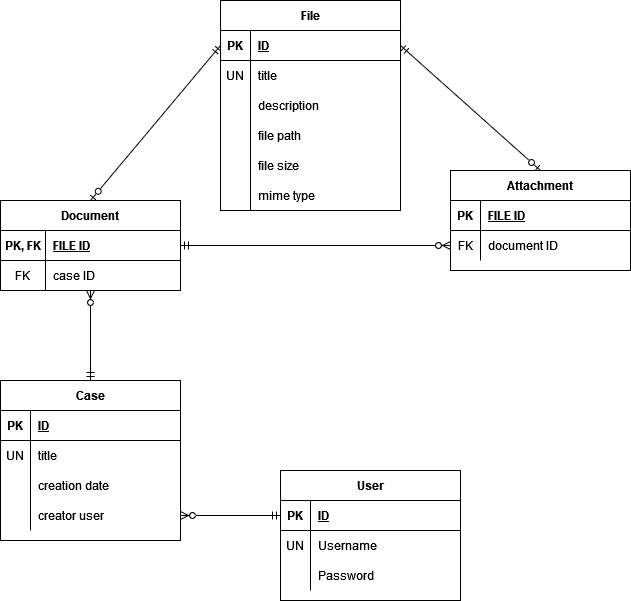 File
PK ID
UN title
description
file path
file size
mime type
Attachment
PK FILE ID
FK document ID
Document
PK, FK FILE ID
FK case ID
Case
PK ID
UN title
creation date
creator user
User
PK ID
UN Username
Password